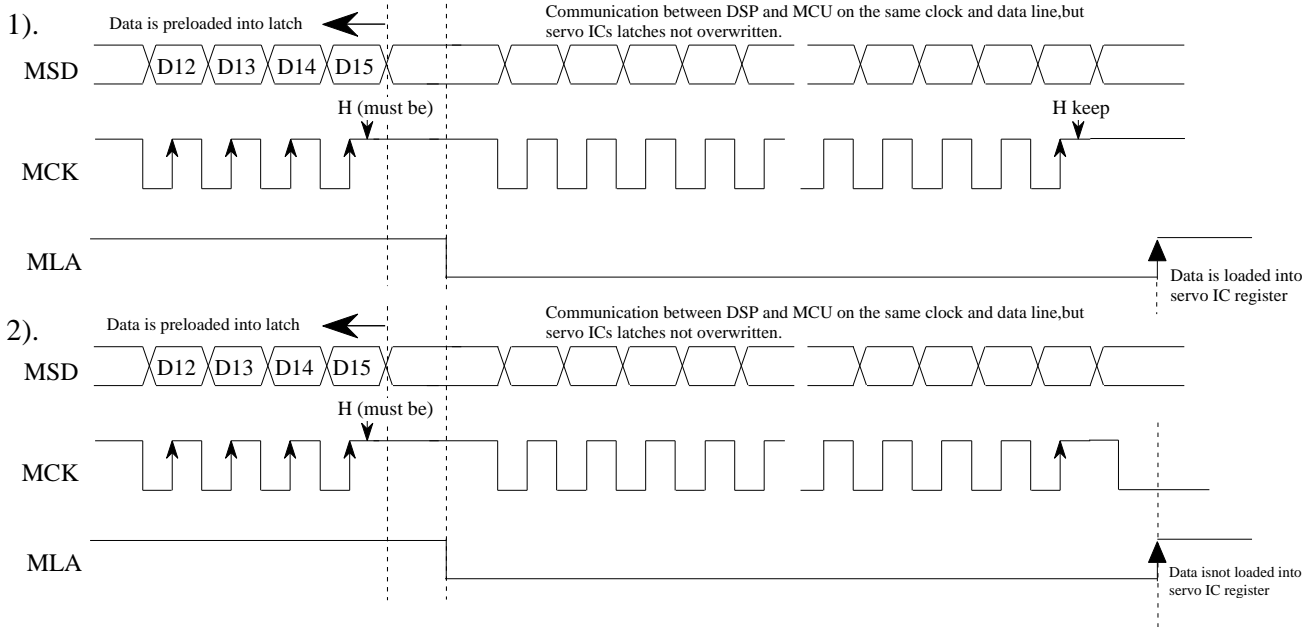 1).
Data is preloaded into latch
Communication between DSP and MCU on the same clock and data line,but
servo ICs latches not overwritten.
MSD
D12 D13 D14 D15
H (must be)
H keep
MCK
MLA
Data is loaded into
servo IC register
2).
Data is preloaded into latch
Communication between DSP and MCU on the same clock and data line,but
servo ICs latches not overwritten.
MSD
D12 D13 D14 D15
H (must be)
MCK
MLA
Data isnot loaded into
servo IC register